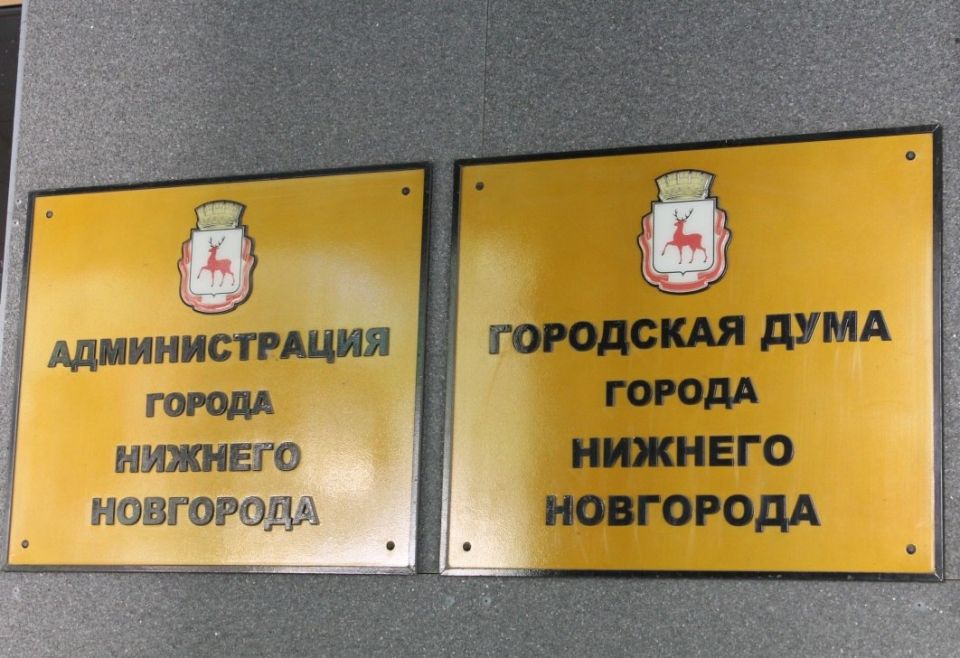 АДМИНИСТРАЦИЯ
ГОРОДА
НИЖНЕГО
НОВГОРОДА
ГОРОДСКАЯ ДУМА
ГОРОДА
НИЖНЕГО
НОВГОРОДА